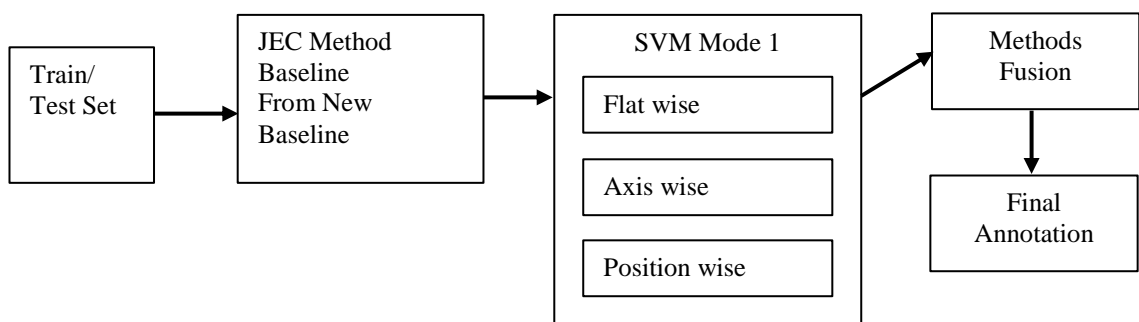 Train/
Test Set
JEC Method
Baseline
From New
Baseline
SVM Mode 1
Flat wise
Axis wise
Position wise
Methods
Fusion
Final
Annotation